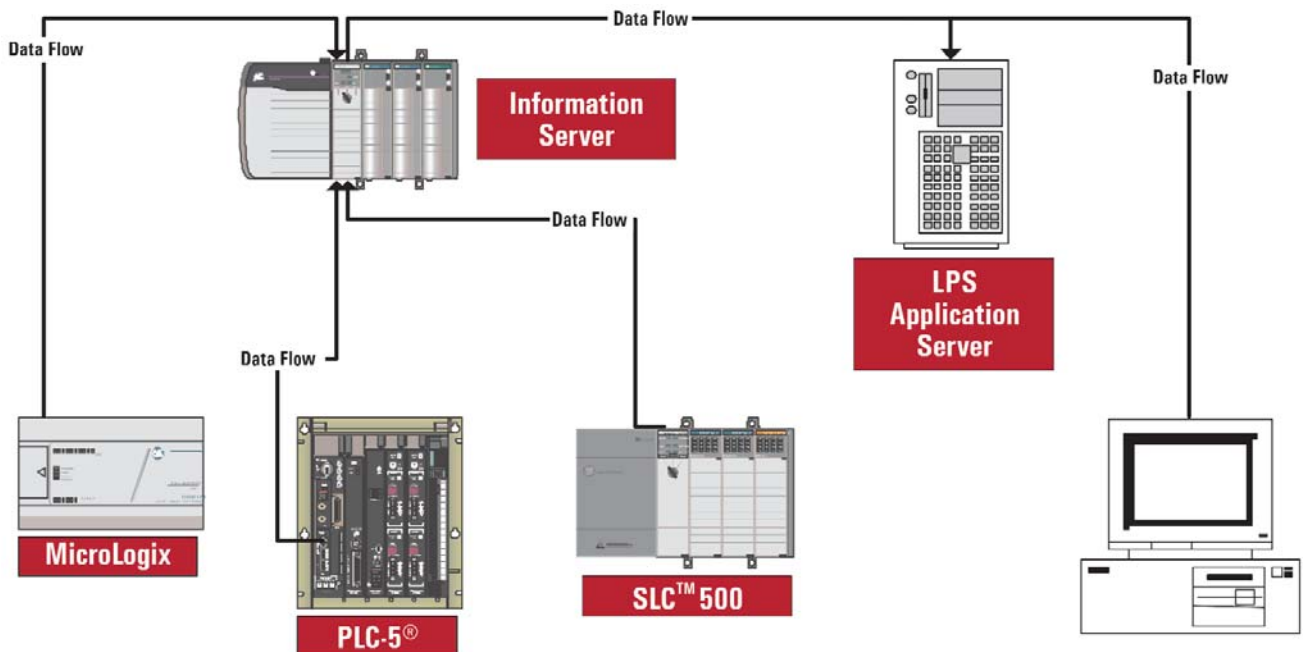 Data Flow
Data Flow
Data Flow
Information
Server
Data Flow
LPS
Application
Server
Data Flow
MicroLogix
PLC-5®
SLC™ 500